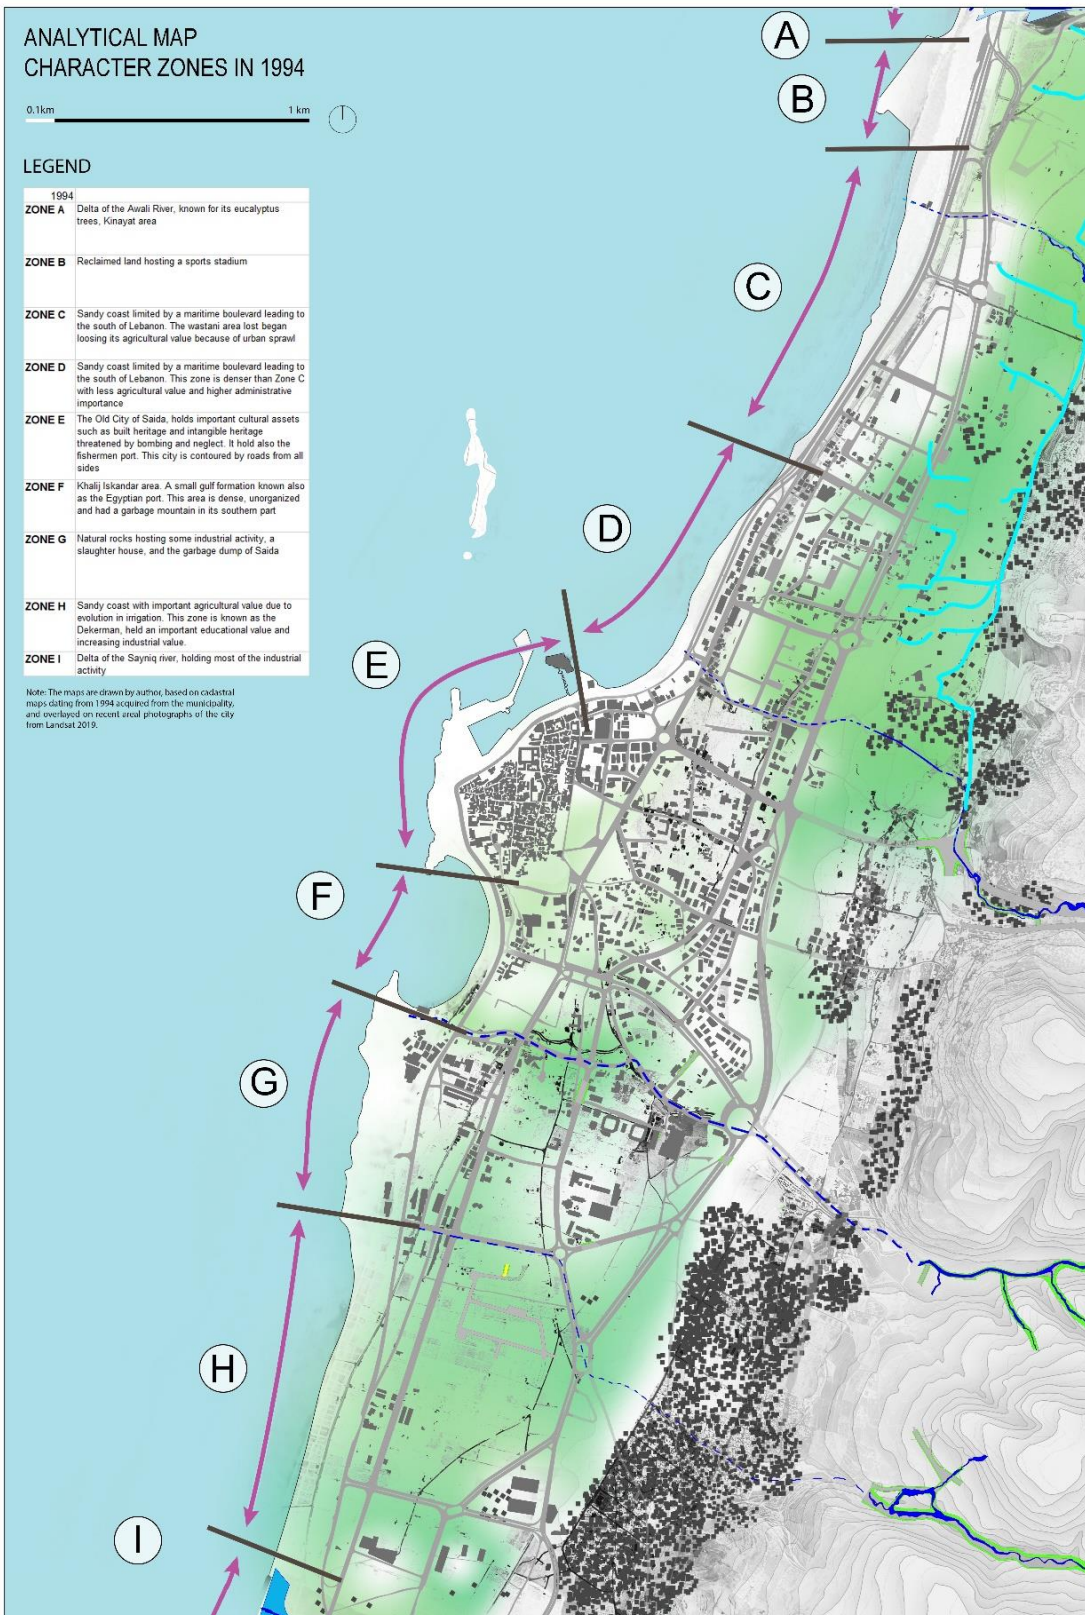 ANALYTICAL MAP
CHARACTER ZONES IN 1994
0.1km 1 km
LEGEND
1994
ZONE A Delta of the Awali River, known for its eucalyptus
trees, Kinayat area
ZONE B Reclaimed land hosting a sports stadium
ZONE C Sandy coast limited by a maritime boulevard leading to
the south of Lebanon. The wastani area lost began
loosing its agricultural value because of urban sprawl
ZONE D Sandy coast limited by a maritime boulevard leading to
the south of Lebanon. This zone is denser than Zone C
with less agricultural value and higher administrative
importance
ZONE E The Old City of Saida, holds important cultural assets
such as built heritage and intangible heritage
threatened by bombing and neglect. It hold also the
fishermen port. This city is contoured by roads from all
sides
ZONE F Khalij Iskandar area. A small gulf formation known also
as the Egyptian port. This area is dense, unorganized
and had a garbage mountain in its southern part
ZONE G Natural rocks hosting some industrial activity, a
slaughter house, and the garbage dump of Saida
ZONE H Sandy coast with important agricultural value due to
evolution in irrigation. This zone is known as the
Dekerman, held an important educational value and
increasing industrial value.
ZONE I Delta of the Sayniq river, holding most of the industrial
activity
Note: The maps are drawn by author, based on cadastral
maps dating from 1994 acquired from the municipality,
and overlayed on recent areal photographs of the city
from Landsat 2019.
A
B
C
D
E
F
G
H
I